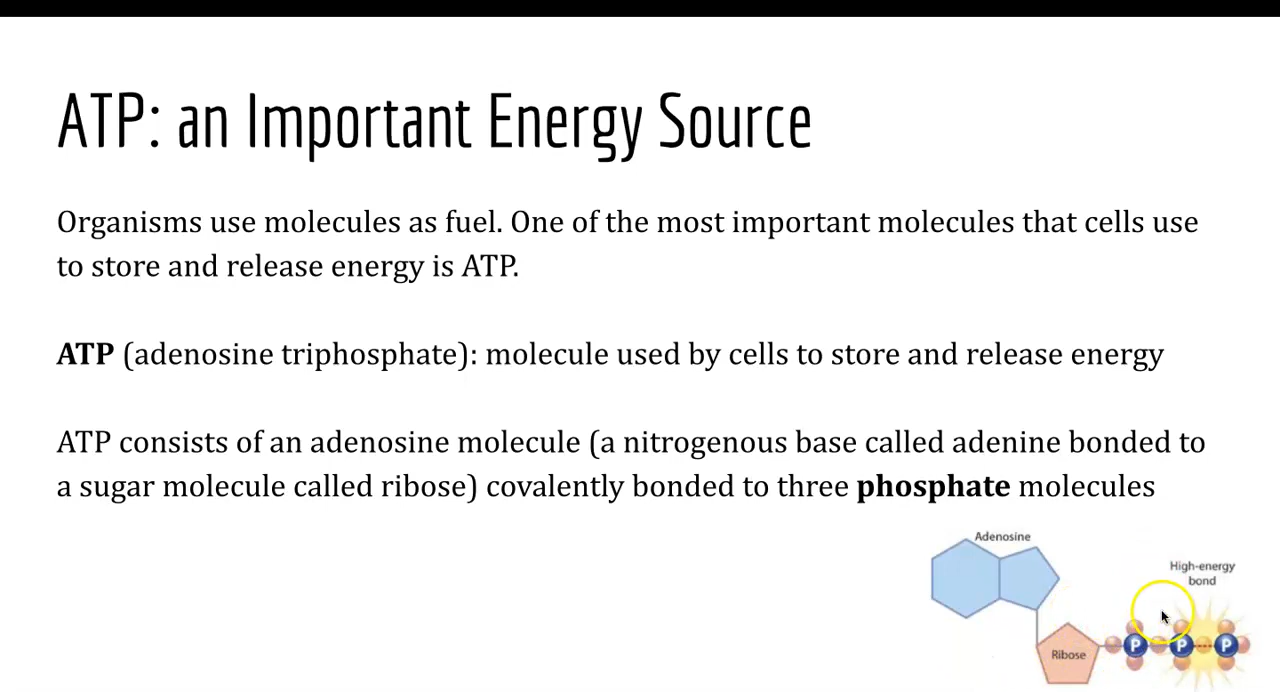 ATP: an Important Energy Source
Organisms use molecules as fuel. One of the most important molecules that cells use
to store and release energy is ATP.
ATP (adenosine triphosphate): molecule used by cells to store and release energy
ATP consists of an adenosine molecule (a nitrogenous base called adenine bonded to
a sugar molecule called ribose) covalently bonded to three phosphate molecules
Adenosine
High-energy
bond
Ribose
P P P